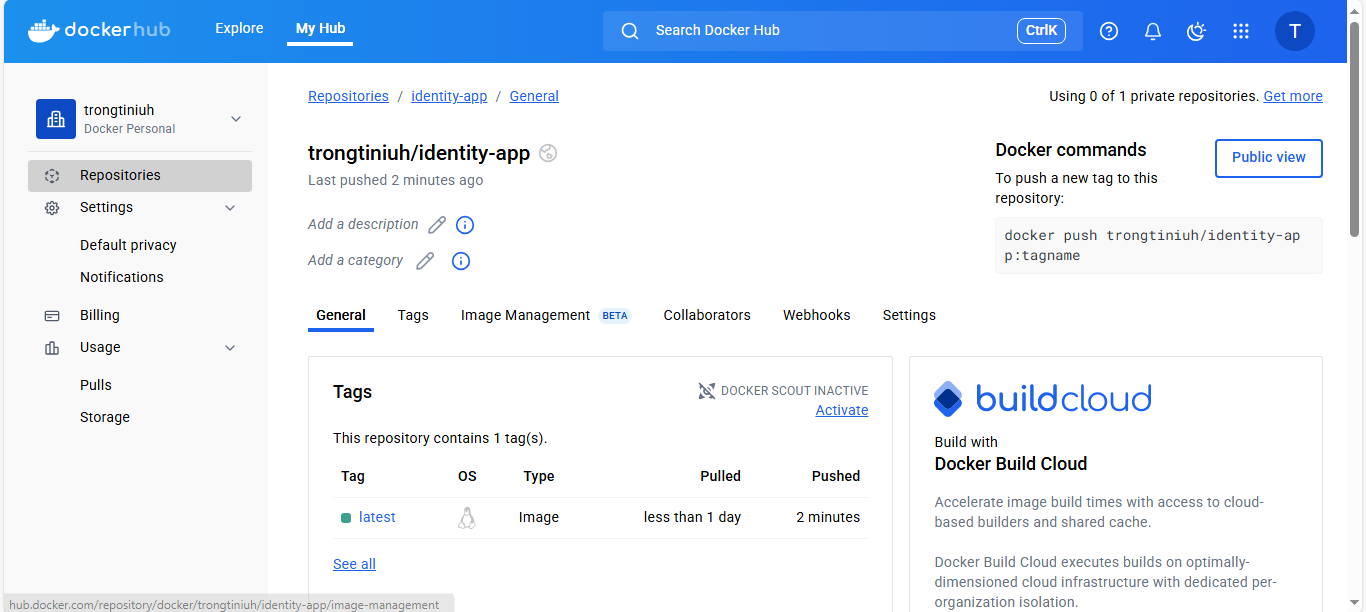 dockerhub
Explore
My Hub
Search Docker Hub
CtrlK
T
trongtiniuh
Docker Personal
Repositories
Settings
Default privacy
Notifications
Billing
Usage
Pulls
Storage
Repositories / identity-app / General
Using 0 of 1 private repositories. Get more
trongtiniuh/identity-app
Last pushed 2 minutes ago
Add a description
Add a category
Docker commands
Public view
To push a new tag to this
repository:
docker push trongtiniuh/identity-ap
p:tagname
General
Tags
Image Management BETA
Collaborators
Webhooks
Settings
Tags
DOCKER SCOUT INACTIVE
Activate
This repository contains 1 tag(s).
Tag OS Type Pulled Pushed
latest Image less than 1 day 2 minutes
See all
buildcloud
Build with
Docker Build Cloud
Accelerate image build times with access to cloud-
based builders and shared cache.
Docker Build Cloud executes builds on optimally-
dimensioned cloud infrastructure with dedicated per-
organization isolation.
hub.docker.com/repository/docker/trongtiniuh/identity-app/image-management